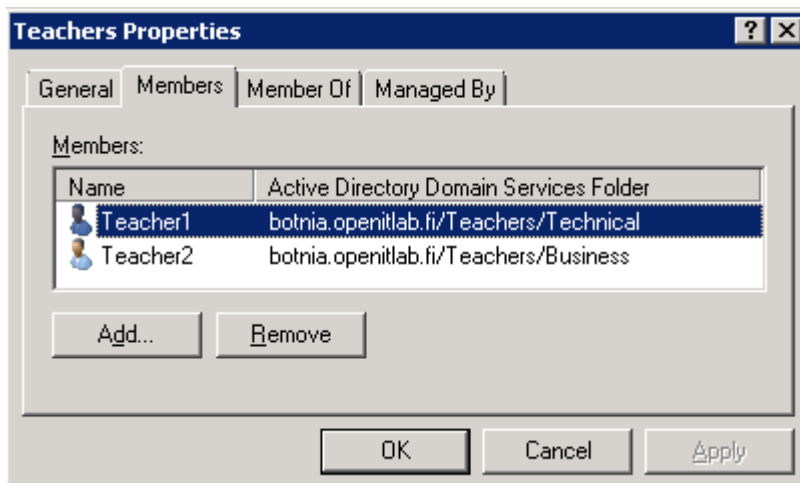 Teachers Properties
General Members Member Of Managed By
Members:
Name Active Directory Domain Services Folder
Teacher1 botnia.openitlab.fi/Teachers/Technical
Teacher2 botnia.openitlab.fi/Teachers/Business
Add... Remove
OK Cancel Apply